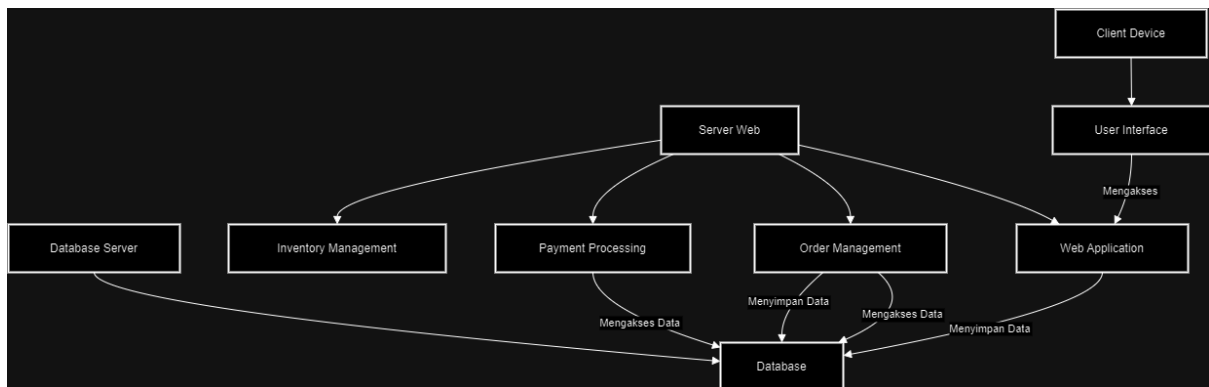 Client Device
Server Web
User Interface
Mengakses
Database Server
Inventory Management
Payment Processing
Order Management
Web Application
Menyimpan Data
Mengakses Data
Mengakses Data
Menyimpan Data
Database